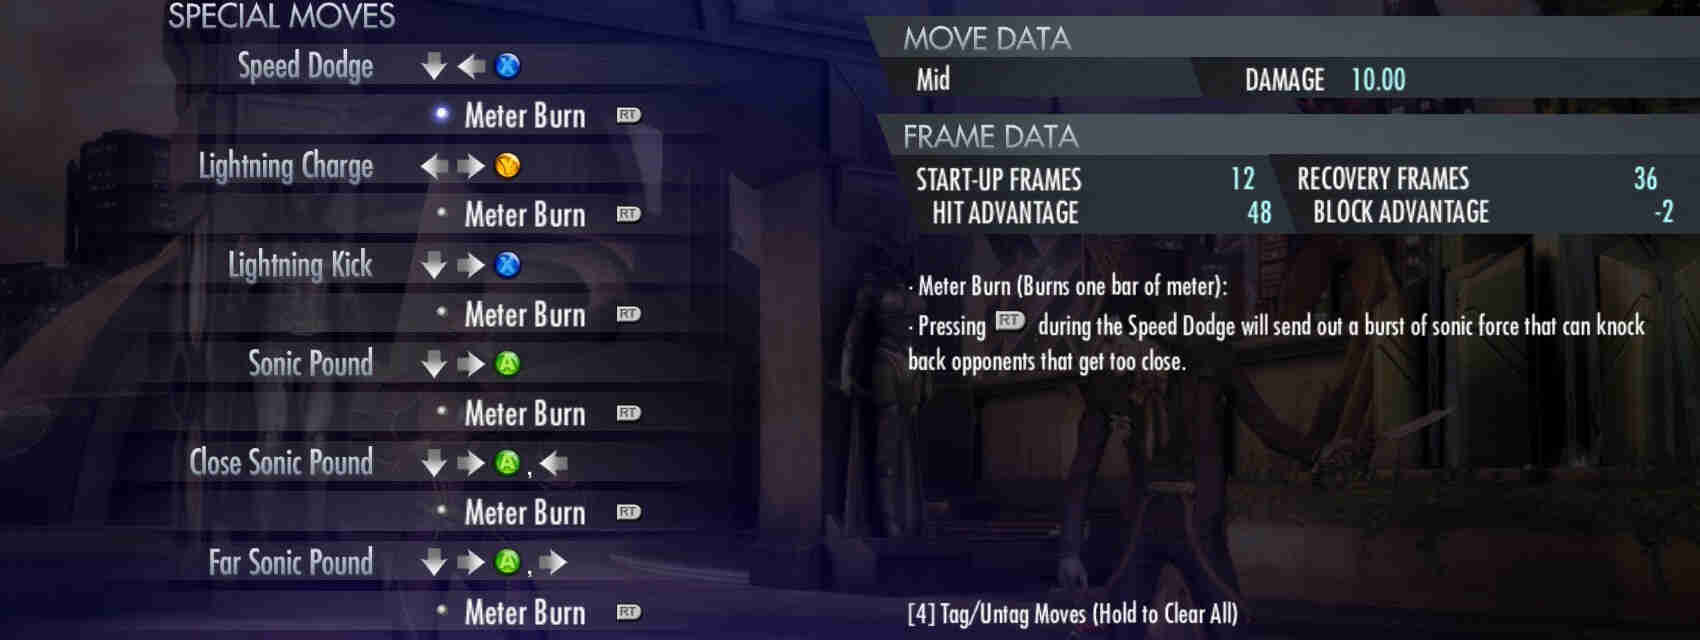 SPECIAL MOVES
Speed Dodge X
Meter Burn RT
Lightning Charge Y
Meter Burn RT
Lightning Kick X
Meter Burn RT
Sonic Pound A
Meter Burn RT
Close Sonic Pound A ,
Meter Burn RT
Far Sonic Pound A ,
Meter Burn RT
MOVE DATA
Mid DAMAGE 10.00
FRAME DATA
START-UP FRAMES 12 RECOVERY FRAMES 36
HIT ADVANTAGE 48 BLOCK ADVANTAGE -2
· Meter Burn (Burns one bar of meter):
· Pressing RT during the Speed Dodge will send out a burst of sonic force that can knock
back opponents that get too close.
[4] Tag/Untag Moves (Hold to Clear All)